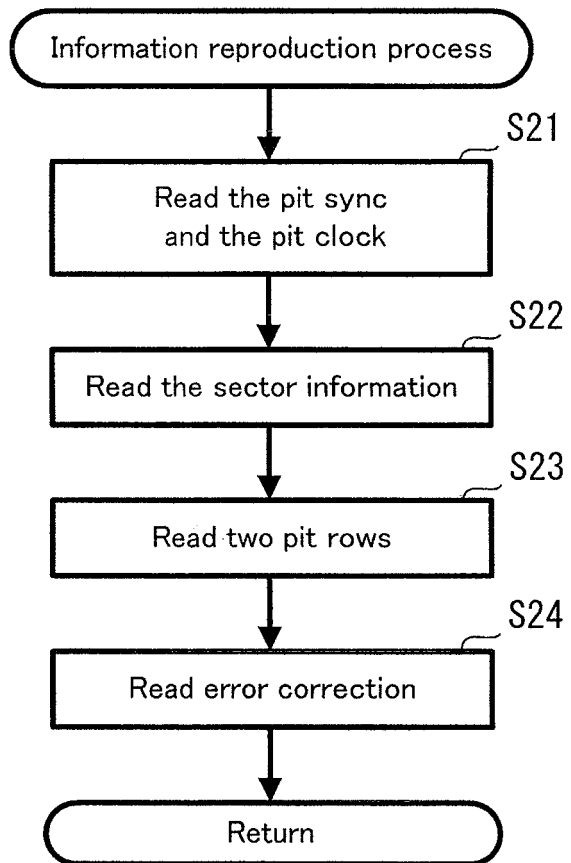 Information reproduction process
S21
Read the pit sync
and the pit clock
S22
Read the sector information
S23
Read two pit rows
S24
Read error correction
Return